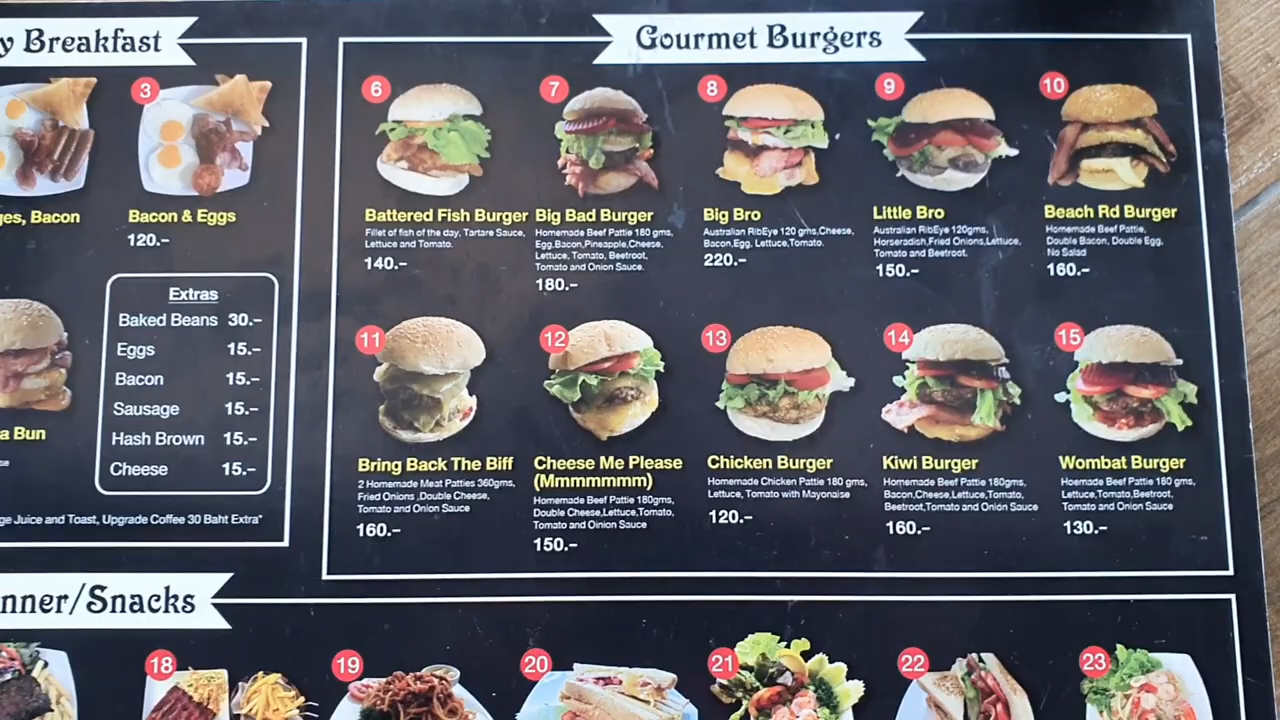 y Breakfast
3
ges, Bacon
Bacon & Eggs
120.-
Extras
Baked Beans 30.-
Eggs 15.-
Bacon 15.-
Sausage 15.-
Hash Brown 15.-
Cheese 15.-
a Bun
ge Juice and Toast, Upgrade Coffee 30 Baht Extra*
Gourmet Burgers
6
Battered Fish Burger
Fillet of fish of the day, Tartare Sauce,
Lettuce and Tomato.
140.-
7
Big Bad Burger
Homemade Beef Pattie 180 gms,
Egg,Bacon,Pineapple,Cheese,
Lettuce, Tomato, Beetroot,
Tomato and Onion Sauce.
180.-
8
Big Bro
Australian RibEye 120 gms,Cheese,
Bacon,Egg, Lettuce,Tomato.
220.-
9
Little Bro
Australian RibEye 120gms,
Horseradish,Fried Onions,Lettuce,
Tomato and Beetroot.
150.-
10
Beach Rd Burger
Homemade Beef Pattie,
Double Bacon, Double Egg,
No Salad
160.-
11
Bring Back The Biff
2 Homemade Meat Patties 360gms,
Fried Onions ,Double Cheese,
Tomato and Onion Sauce
160.-
12
Cheese Me Please
(Mmmmmmm)
Homemade Beef Pattie 180gms,
Double Cheese,Lettuce,Tomato,
Tomato and Oinion Sauce
150.-
13
Chicken Burger
Homemade Chicken Pattie 180 gms,
Lettuce, Tomato with Mayonaise
120.-
14
Kiwi Burger
Homemade Beef Pattie 180gms,
Bacon,Cheese,Lettuce,Tomato,
Beetroot,Tomato and Onion Sauce
160.-
15
Wombat Burger
Hoemade Beef Pattie 180 gms,
Lettuce,Tomato,Beetroot,
Tomato and Onion Sauce
130.-
nner/Snacks
18
19
20
21
22
23